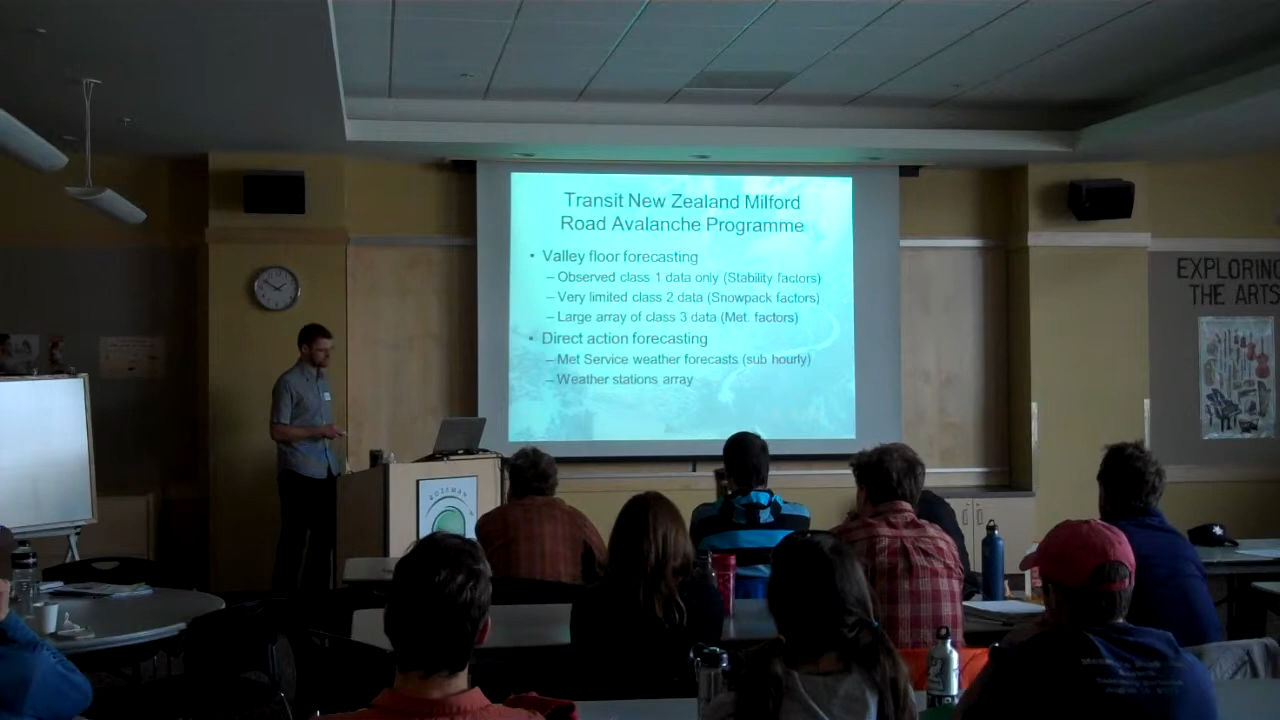 Transit New Zealand Milford
Road Avalanche Programme
• Valley floor forecasting
– Observed class 1 data only (Stability factors)
– Very limited class 2 data (Snowpack factors)
– Large array of class 3 data (Met. factors)
• Direct action forecasting
– Met Service weather forecasts (sub hourly)
– Weather stations array
EXPLORING
THE ARTS
BOZEMAN